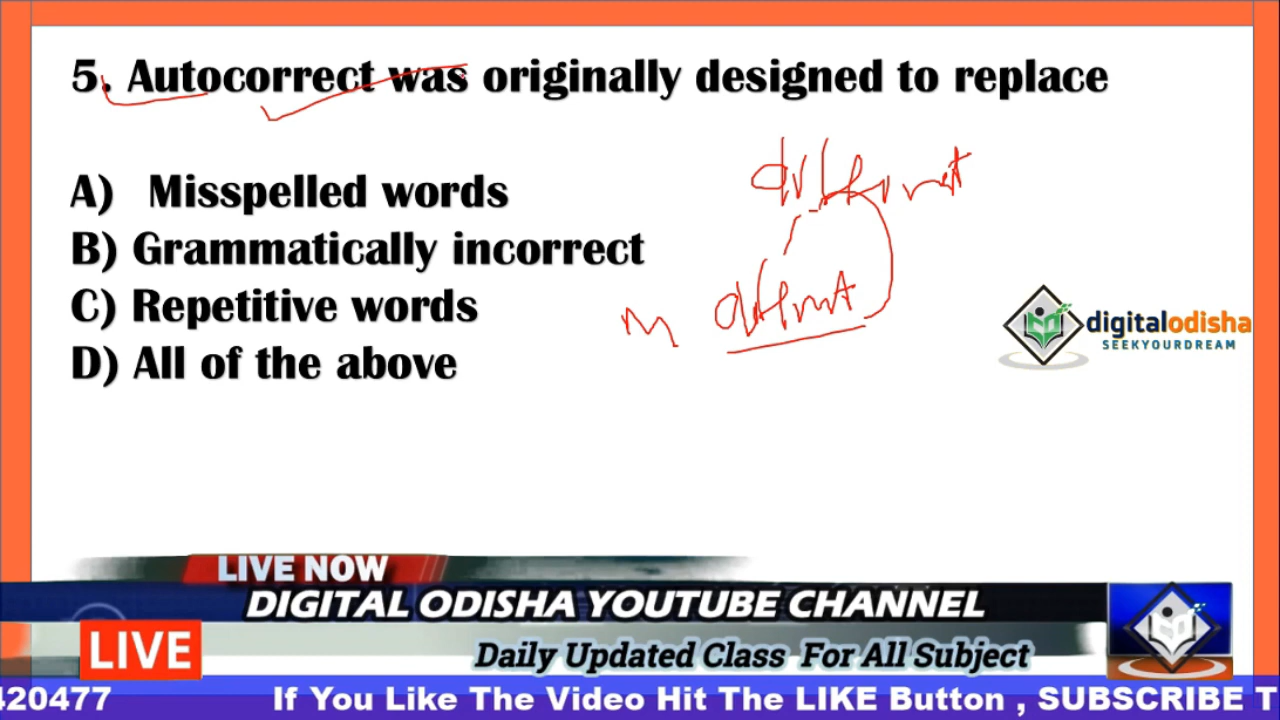 5. Autocorrect was originally designed to replace
A) Misspelled words
B) Grammatically incorrect
C) Repetitive words
D) All of the above
digitalodisha
SEEKYOURDREAM
LIVE NOW
DIGITAL ODISHA YOUTUBE CHANNEL
LIVE
Daily Updated Class For All Subject
420477 If You Like The Video Hit The LIKE Button , SUBSCRIBE T